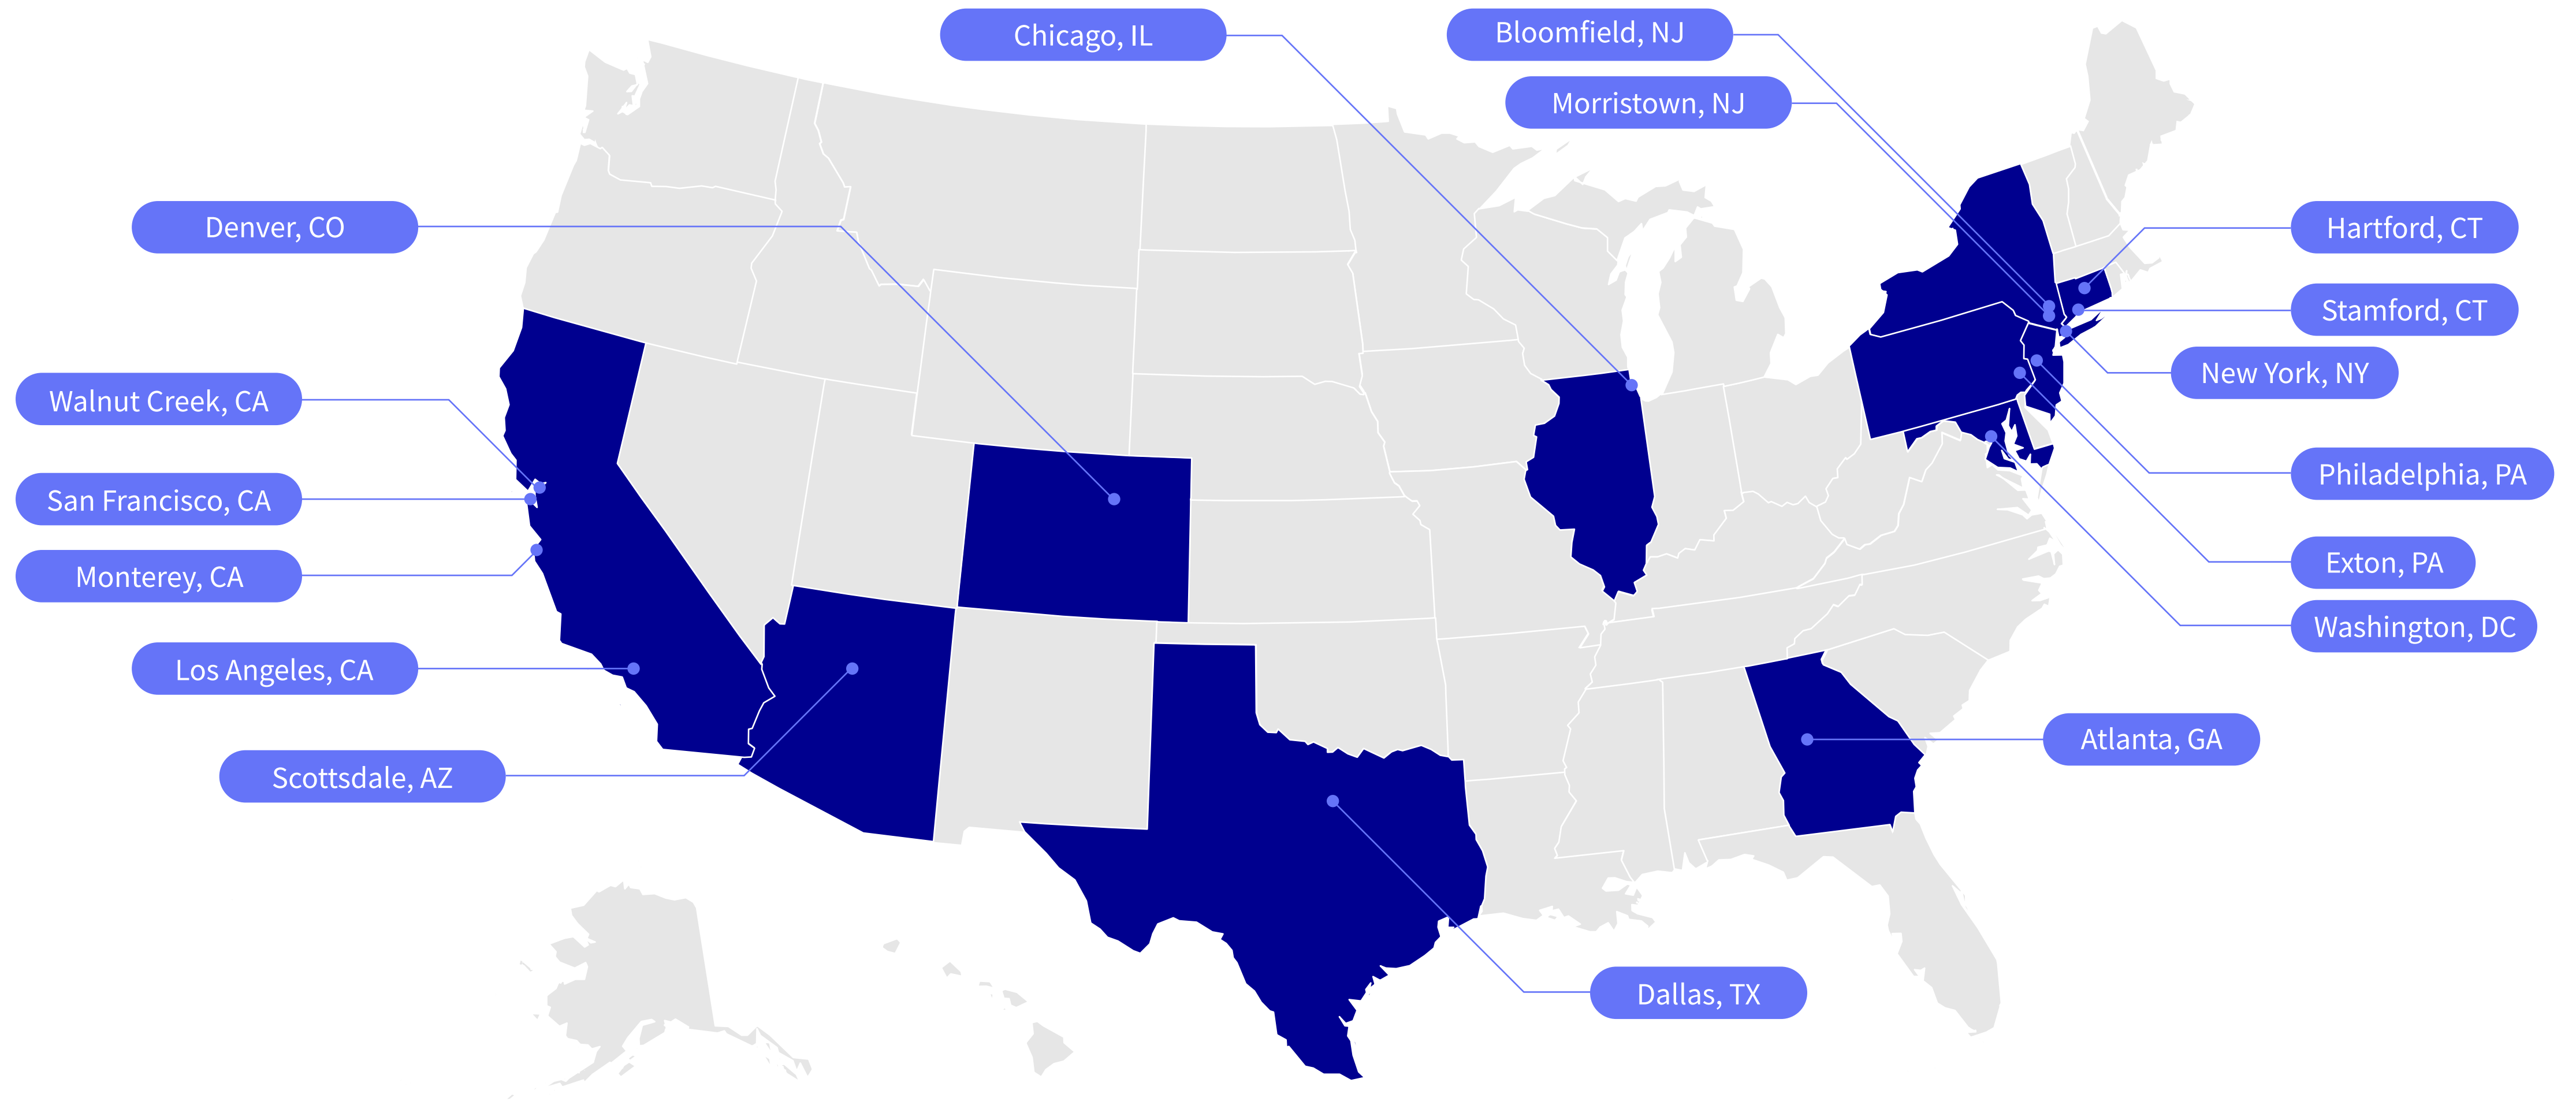 Chicago, IL
Bloomfield, NJ
Morristown, NJ
Denver, CO
Hartford, CT
Stamford, CT
New York, NY
Walnut Creek, CA
San Francisco, CA
Monterey, CA
Philadelphia, PA
Exton, PA
Washington, DC
Los Angeles, CA
Scottsdale, AZ
Atlanta, GA
Dallas, TX